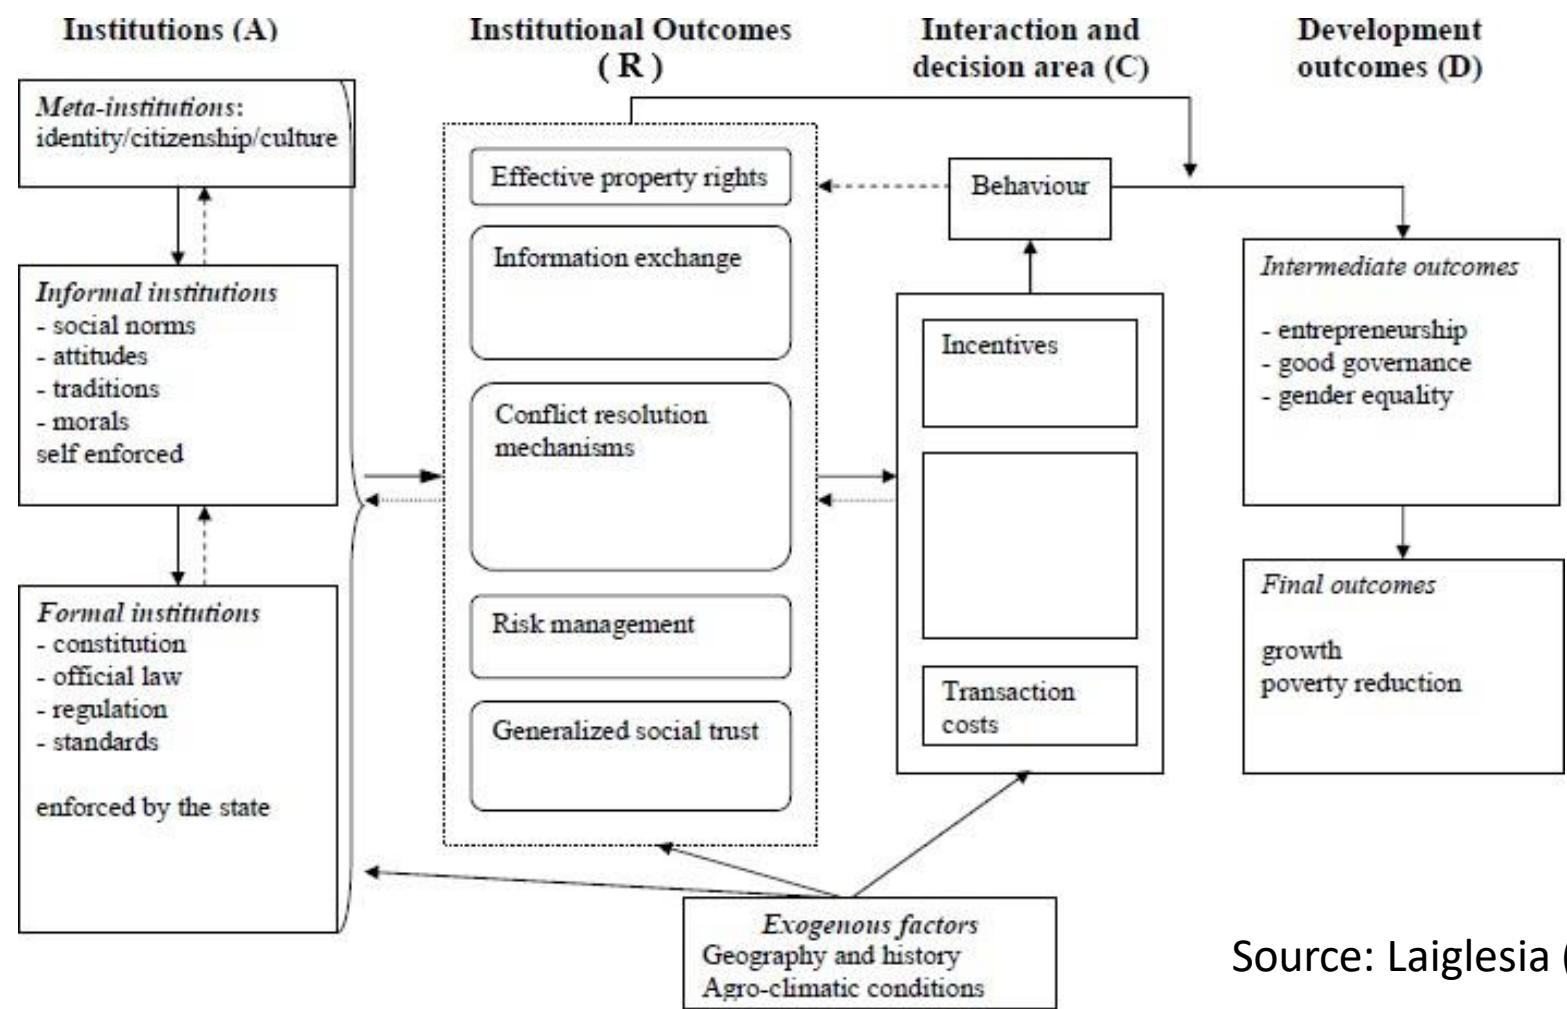 Institutions (A)
Institutional Outcomes
( R )
Interaction and
decision area (C)
Development
outcomes (D)
Meta-institutions:
identity/citizenship/culture
Informal institutions
- social norms
- attitudes
- traditions
- morals
self enforced
Formal institutions
- constitution
- official law
- regulation
- standards
enforced by the state
Effective property rights
Information exchange
Conflict resolution
mechanisms
Risk management
Generalized social trust
Behaviour
Incentives
Transaction
costs
Intermediate outcomes
- entrepreneurship
- good governance
- gender equality
Final outcomes
growth
poverty reduction
Exogenous factors
Geography and history
Agro-climatic conditions
Source: Laiglesia (